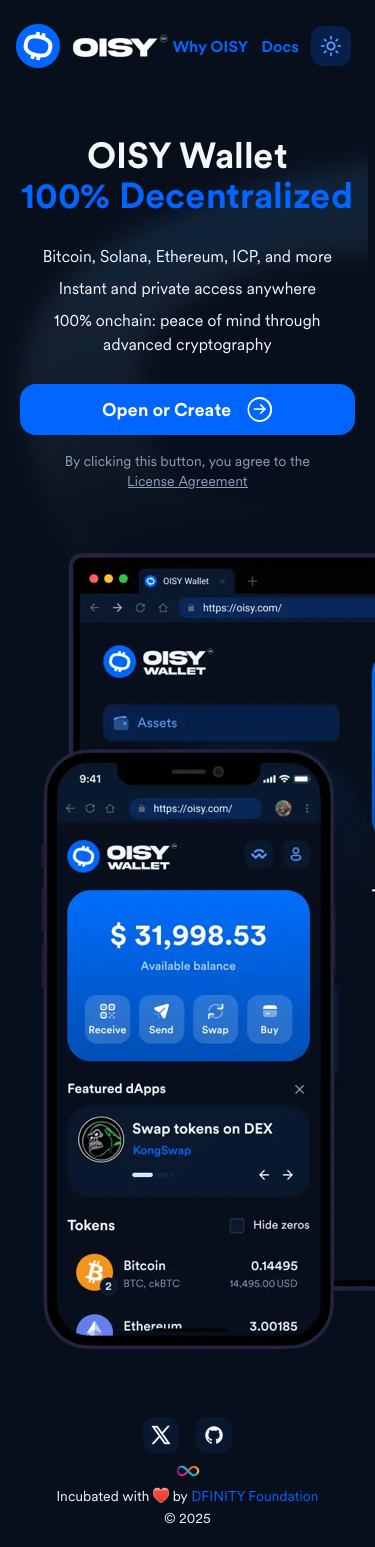 OISY Why OISY Docs
OISY Wallet
100% Decentralized
Bitcoin, Solana, Ethereum, ICP, and more
Instant and private access anywhere
100% onchain: peace of mind through
advanced cryptography
Open or Create
By clicking this button, you agree to the
License Agreement
OISY Wallet
https://oisy.com/
OISY
WALLET
Assets
9:41
https://oisy.com/
OISY
WALLET
$ 31,998.53
Available balance
Receive Send Swap Buy
Featured dApps
Swap tokens on DEX
KongSwap
Tokens Hide zeros
Bitcoin 0.14495
2 BTC, ckBTC 14,495.00 USD
Ethereum 3.00185
Incubated with ❤️ by DFINITY Foundation
© 2025